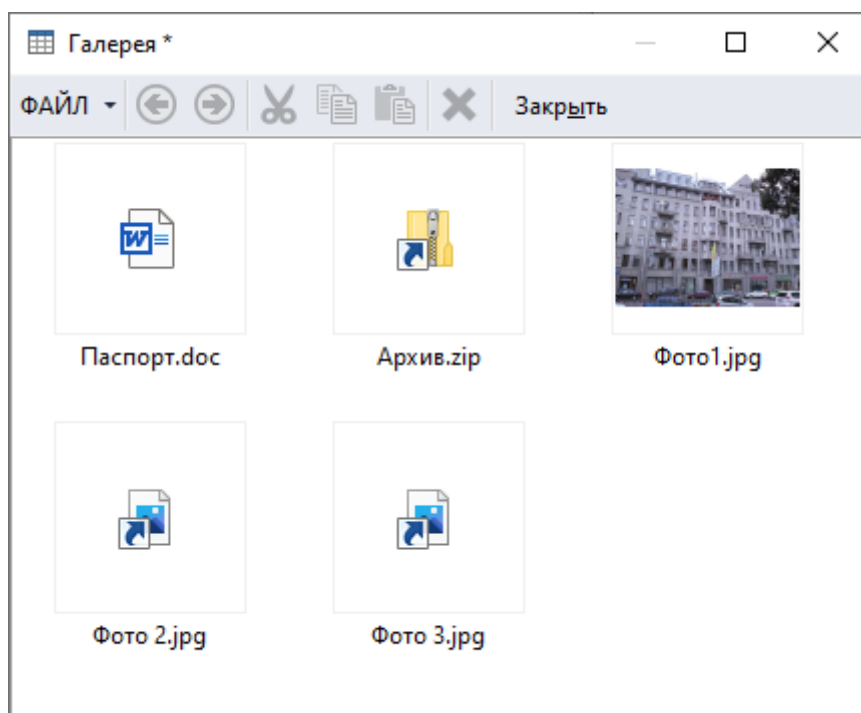 Галерея *
ФАЙЛ Закрыть
Паспорт.doc Архив.zip Фото1.jpg
Фото 2.jpg Фото 3.jpg